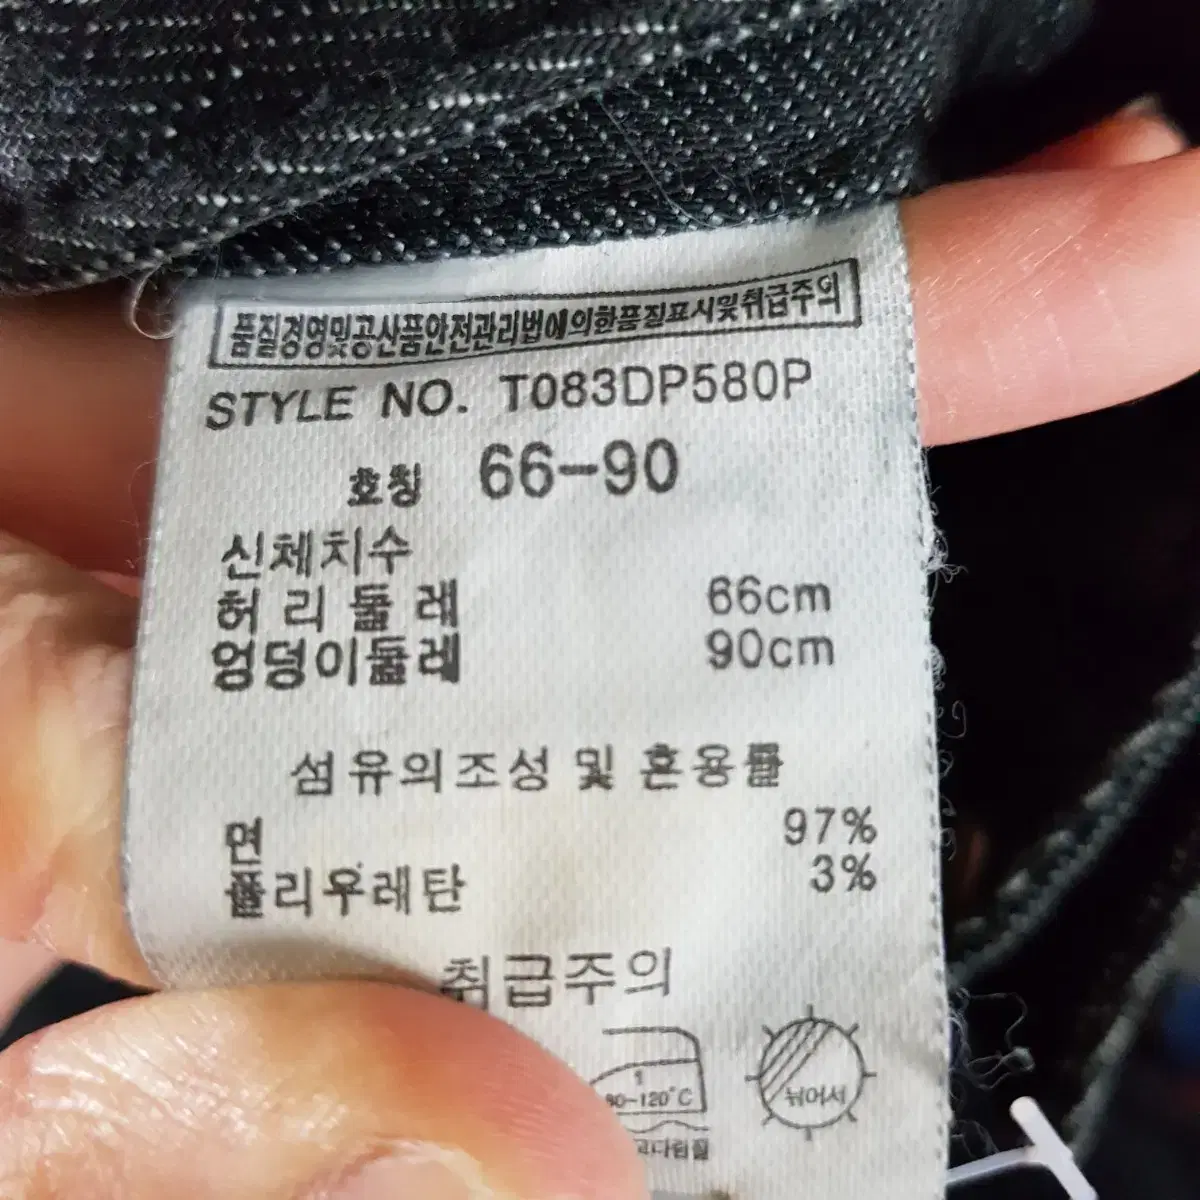 품질경영및공산품안전관리법에의한품질표시및취급주의
STYLE NO. T083DP580P
호칭 66-90
신체치수
허리둘레 66cm
엉덩이둘레 90cm
섬유의조성 및 혼용률
면 97%
폴리우레탄 3%
취급주의
1
80-120°C
뉘어서